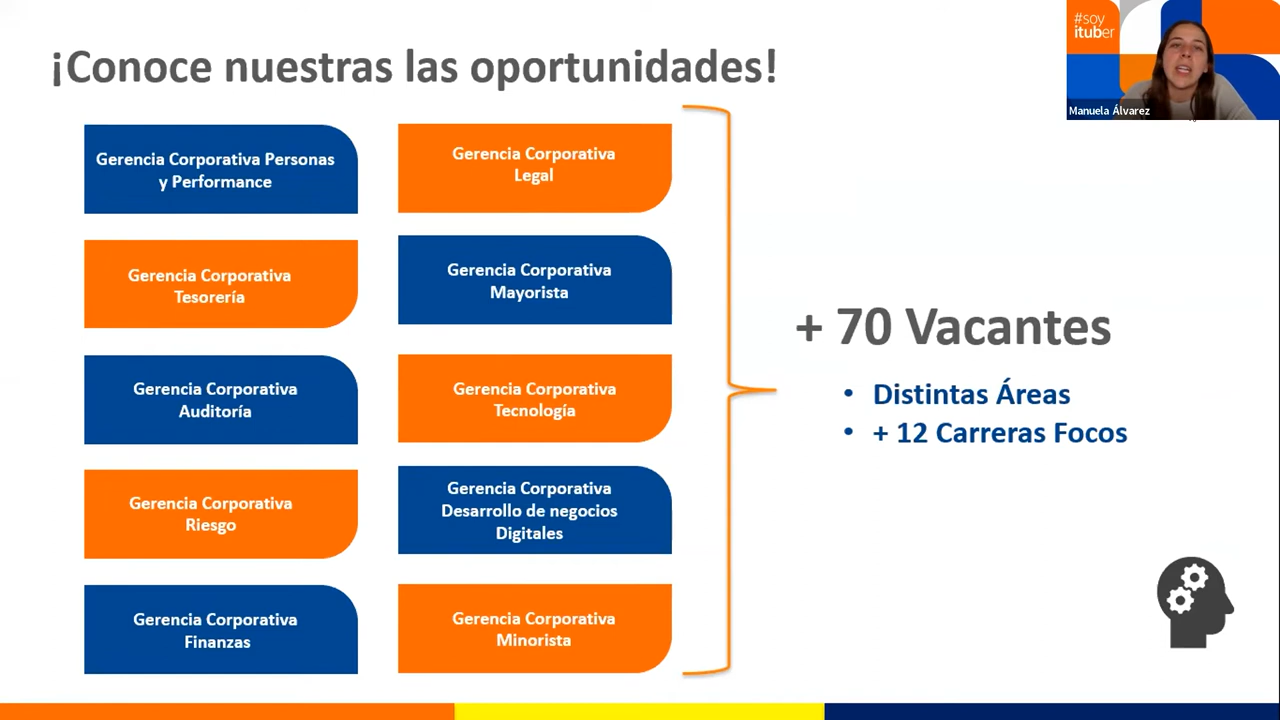 ¡Conoce nuestras las oportunidades!
#soy
ituber
Manuela Álvarez
Gerencia Corporativa Personas
y Performance
Gerencia Corporativa
Legal
Gerencia Corporativa
Tesorería
Gerencia Corporativa
Mayorista
Gerencia Corporativa
Auditoría
Gerencia Corporativa
Tecnología
Gerencia Corporativa
Riesgo
Gerencia Corporativa
Desarrollo de negocios
Digitales
Gerencia Corporativa
Finanzas
Gerencia Corporativa
Minorista
+ 70 Vacantes
• Distintas Áreas
• + 12 Carreras Focos